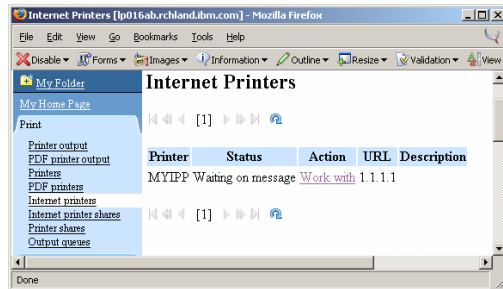 Internet Printers [lp016ab.rchland.ibm.com] - Mozilla Firefox
File Edit View Go Bookmarks Tools Help
Disable Forms Images Information Outline Resize Validation View
My Folder
My Home Page
Print
Printer output
PDF printer output
Printers
PDF printers
Internet printers
Internet printer shares
Printer shares
Output queues
Internet Printers
[1]
Printer Status Action URL Description
MYIPP Waiting on message Work with 1.1.1.1
[1]
Done